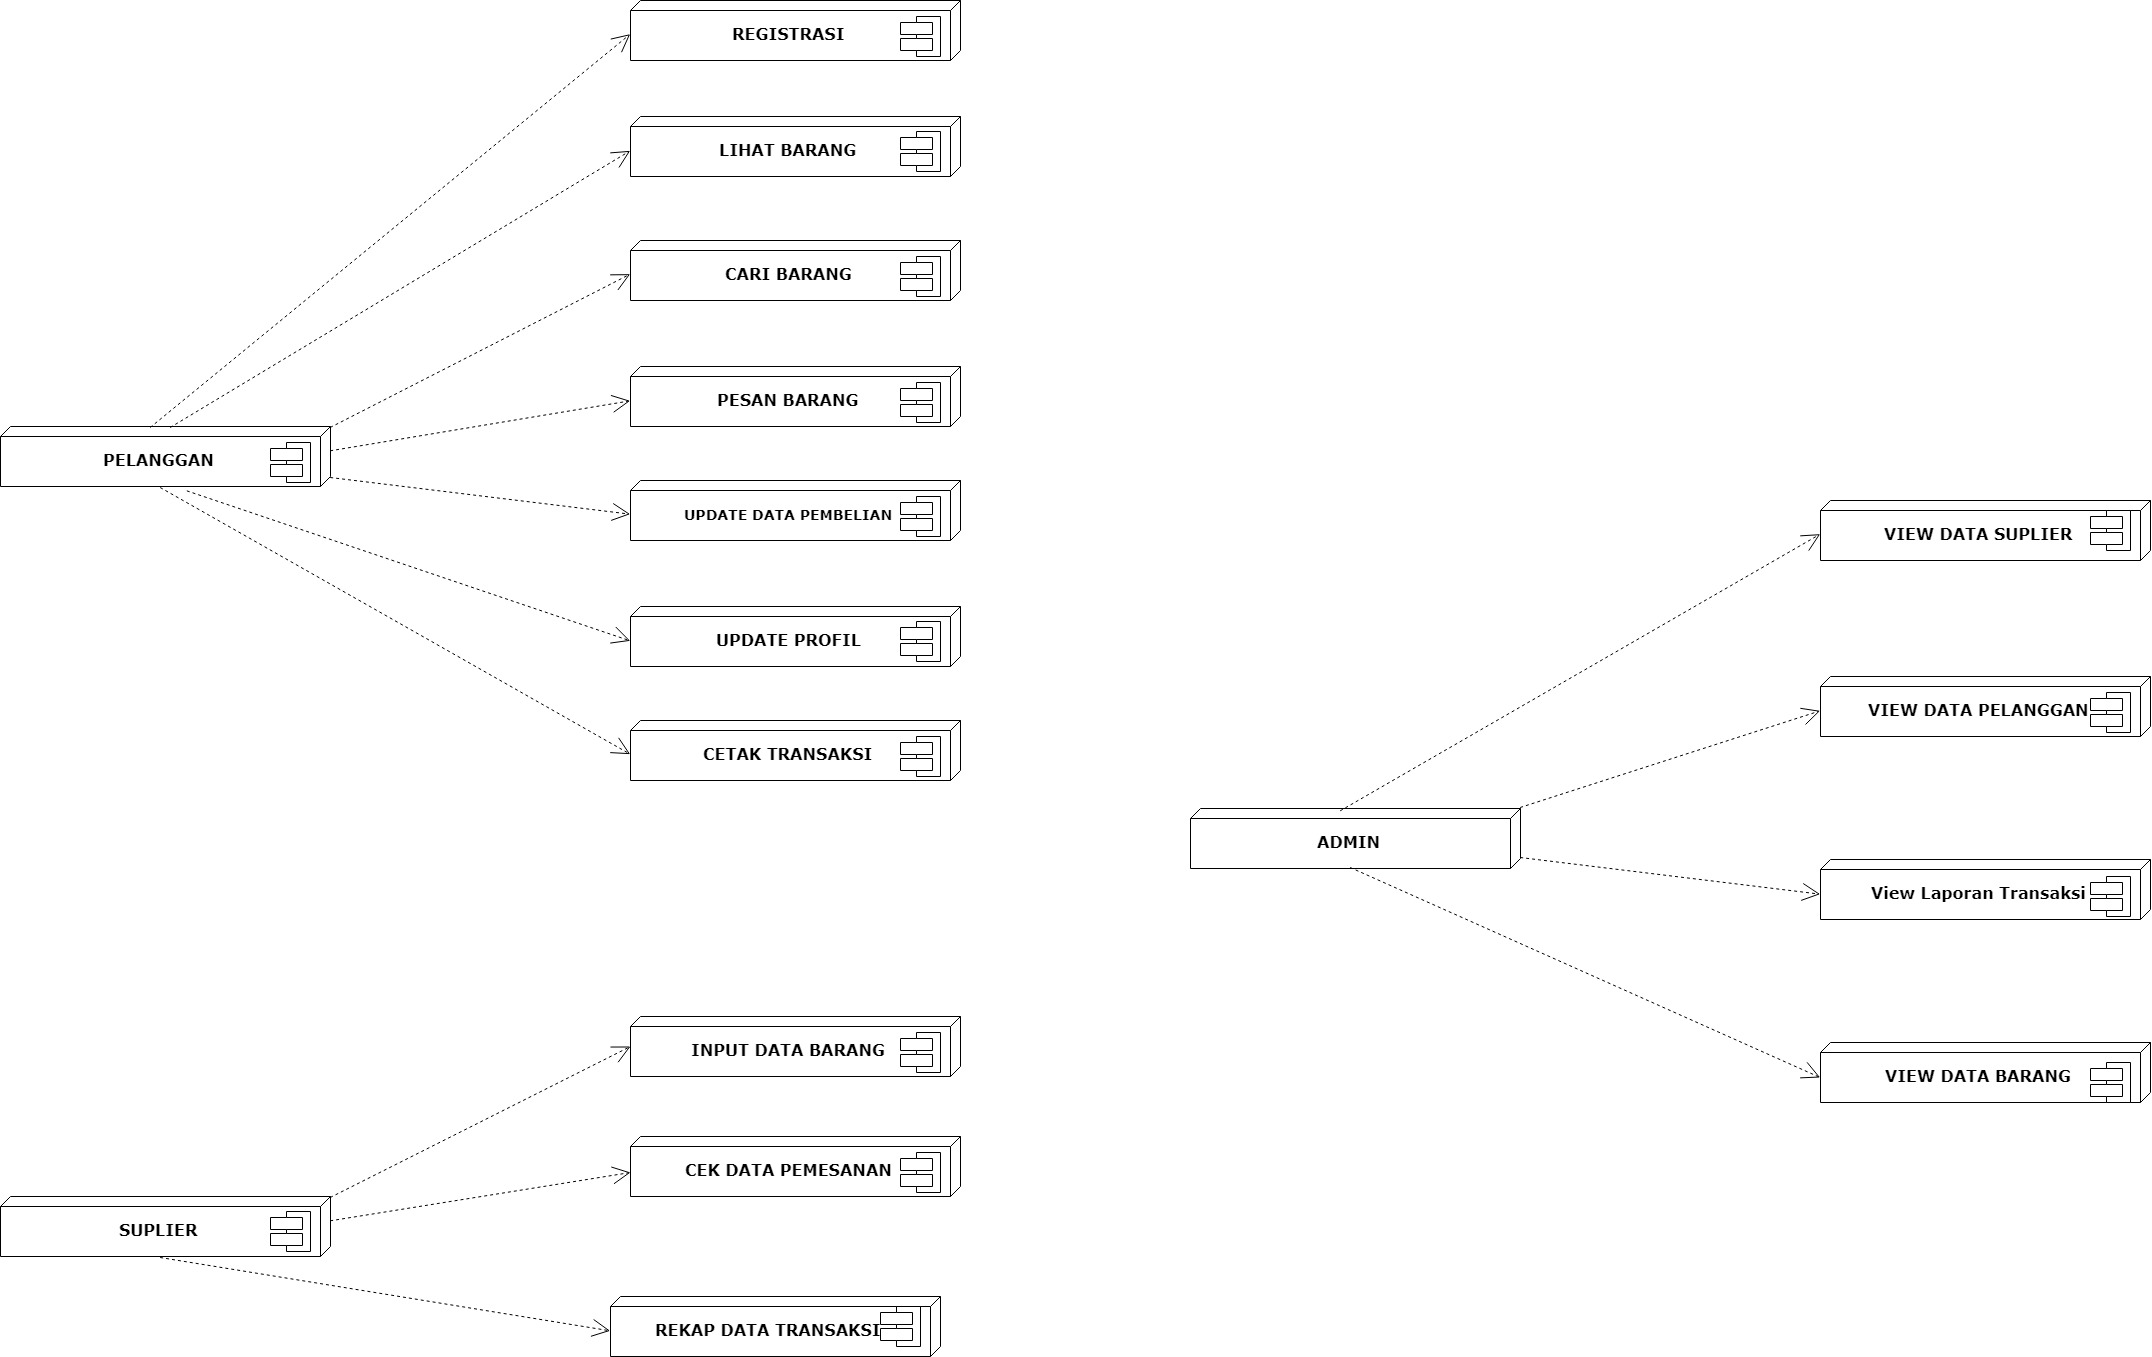 REGISTRASI
LIHAT BARANG
CARI BARANG
PESAN BARANG
PELANGGAN
UPDATE DATA PEMBELIAN
UPDATE PROFIL
CETAK TRANSAKSI
VIEW DATA SUPLIER
VIEW DATA PELANGGAN
ADMIN
View Laporan Transaksi
VIEW DATA BARANG
INPUT DATA BARANG
CEK DATA PEMESANAN
SUPLIER
REKAP DATA TRANSAKSI